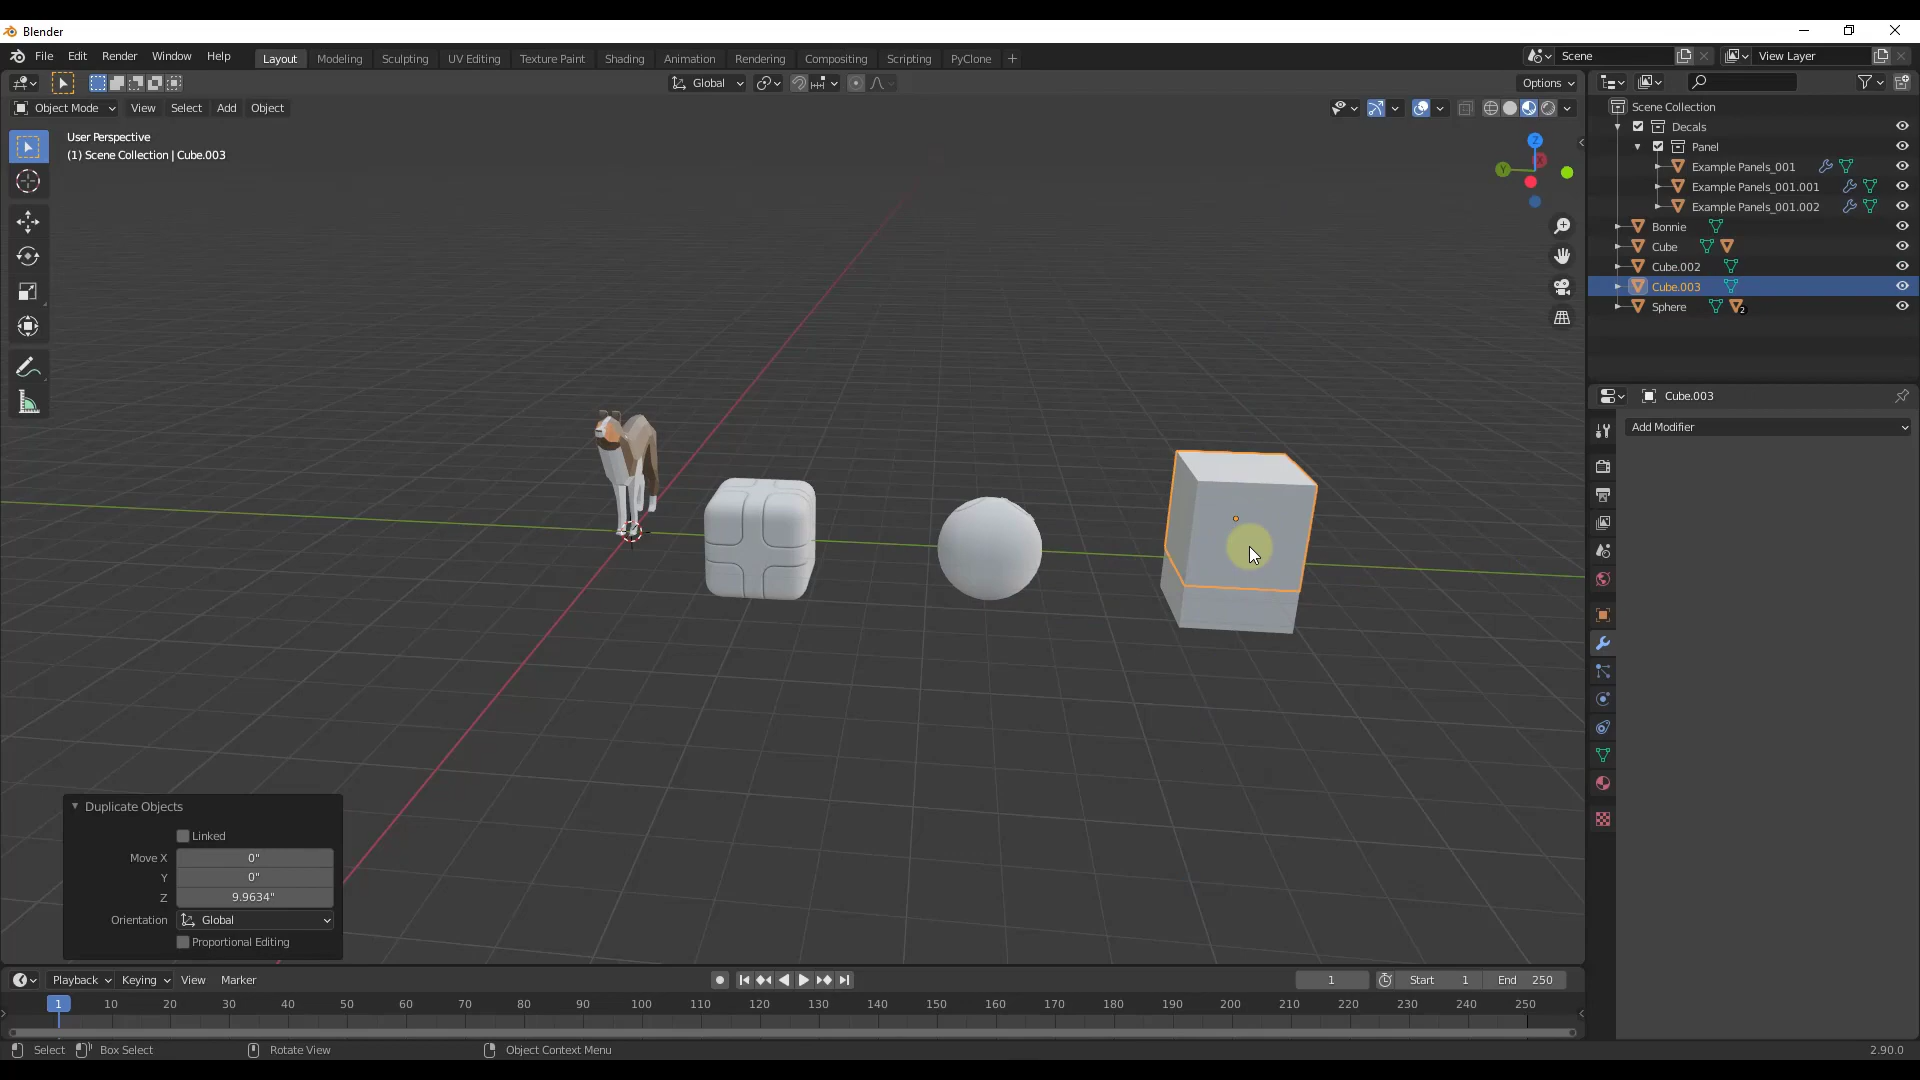 Blender
File Edit Render Window Help Layout Modeling Sculpting UV Editing Texture Paint Shading Animation Rendering Compositing Scripting PyClone Scene View Layer
Global Options
Object Mode View Select Add Object
User Perspective
(1) Scene Collection | Cube.003
Z
Y
X
Scene Collection
Decals
Panel
Example Panels_001
Example Panels_001.001
Example Panels_001.002
Bonnie
Cube
Cube.002
Cube.003
Sphere 2
Cube.003
Add Modifier
Duplicate Objects
Linked
Move X 0"
Y 0"
Z 9.9634"
Orientation Global
Proportional Editing
Playback Keying View Marker 1 Start 1 End 250
1 10 20 30 40 50 60 70 80 90 100 110 120 130 140 150 160 170 180 190 200 210 220 230 240 250
Select Box Select Rotate View Object Context Menu 2.90.0